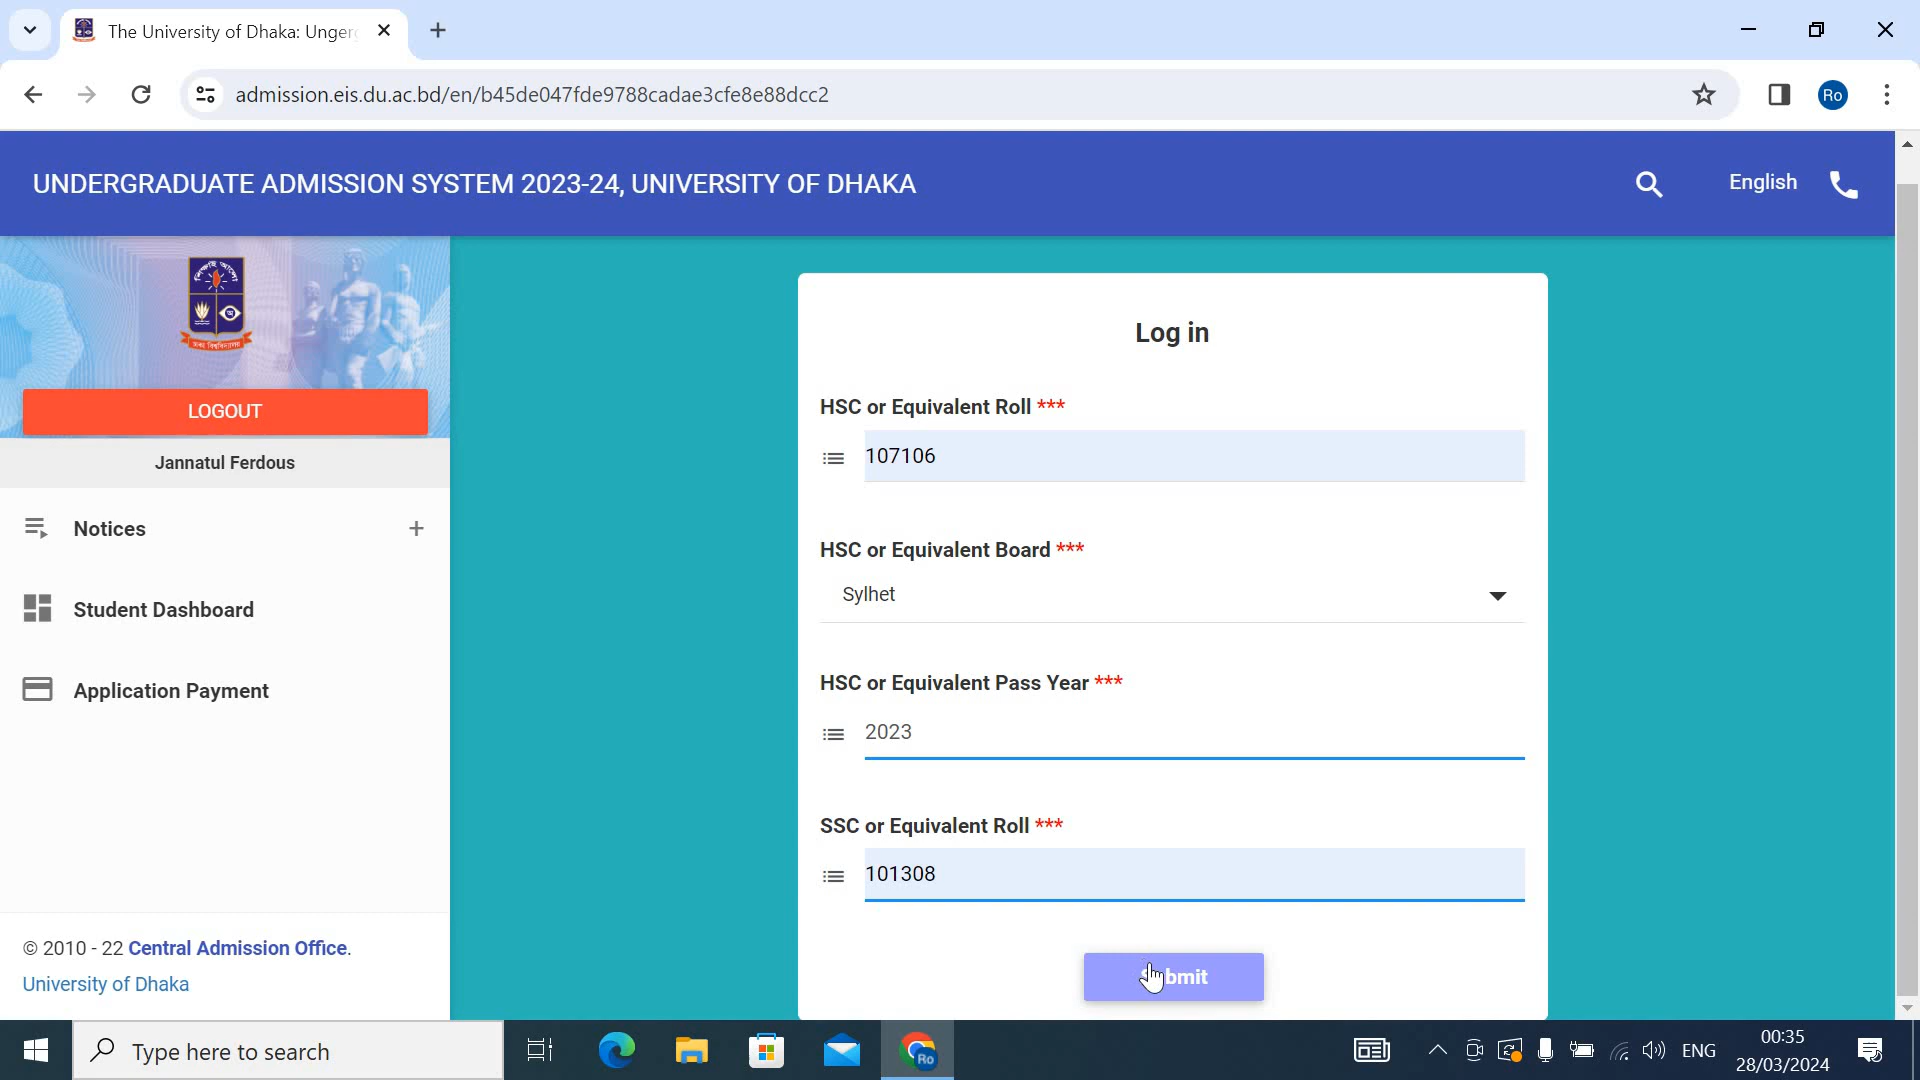 The University of Dhaka: Unger
admission.eis.du.ac.bd/en/b45de047fde9788cadae3cfe8e88dcc2
Ro
UNDERGRADUATE ADMISSION SYSTEM 2023-24, UNIVERSITY OF DHAKA
English
LOGOUT
Jannatul Ferdous
Notices +
Student Dashboard
Application Payment
© 2010 - 22 Central Admission Office.
University of Dhaka
Log in
HSC or Equivalent Roll ***
107106
HSC or Equivalent Board ***
Sylhet
HSC or Equivalent Pass Year ***
2023
SSC or Equivalent Roll ***
101308
Submit
Type here to search
Ro
ENG
00:35
28/03/2024